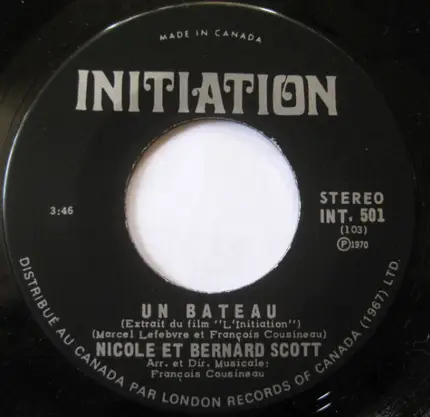 MADE IN CANADA
INITIATION
3:46
STEREO
INT. 501
(103)
Ⓟ1970
UN BATEAU
(Extrait du film "L'Initiation")
(Marcel Lefebvre et François Cousineau)
NICOLE ET BERNARD SCOTT
Arr. et Dir. Musicale:
François Cousineau
DISTRIBUÉ AU CANADA PAR LONDON RECORDS OF CANADA (1967) LTD.